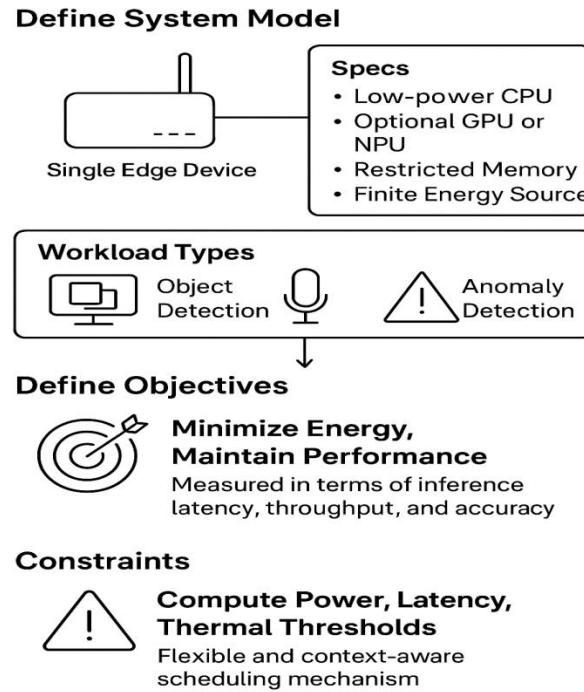 Define System Model
Single Edge Device
Specs
• Low-power CPU
• Optional GPU or
NPU
• Restricted Memory
• Finite Energy Source
Workload Types
Object
Detection
Anomaly
Detection
Define Objectives
Minimize Energy,
Maintain Performance
Measured in terms of inference
latency, throughput, and accuracy
Constraints
Compute Power, Latency,
Thermal Thresholds
Flexible and context-aware
scheduling mechanism